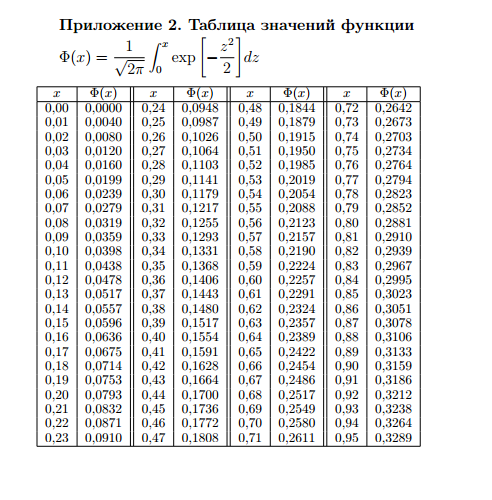 Приложение 2. Таблица значений функции
Φ(x) = 1/√2π ∫₀ˣ exp [−z²/2] dz
x Φ(x) x Φ(x) x Φ(x) x Φ(x)
0,00 0,0000 0,24 0,0948 0,48 0,1844 0,72 0,2642
0,01 0,0040 0,25 0,0987 0,49 0,1879 0,73 0,2673
0,02 0,0080 0,26 0,1026 0,50 0,1915 0,74 0,2703
0,03 0,0120 0,27 0,1064 0,51 0,1950 0,75 0,2734
0,04 0,0160 0,28 0,1103 0,52 0,1985 0,76 0,2764
0,05 0,0199 0,29 0,1141 0,53 0,2019 0,77 0,2794
0,06 0,0239 0,30 0,1179 0,54 0,2054 0,78 0,2823
0,07 0,0279 0,31 0,1217 0,55 0,2088 0,79 0,2852
0,08 0,0319 0,32 0,1255 0,56 0,2123 0,80 0,2881
0,09 0,0359 0,33 0,1293 0,57 0,2157 0,81 0,2910
0,10 0,0398 0,34 0,1331 0,58 0,2190 0,82 0,2939
0,11 0,0438 0,35 0,1368 0,59 0,2224 0,83 0,2967
0,12 0,0478 0,36 0,1406 0,60 0,2257 0,84 0,2995
0,13 0,0517 0,37 0,1443 0,61 0,2291 0,85 0,3023
0,14 0,0557 0,38 0,1480 0,62 0,2324 0,86 0,3051
0,15 0,0596 0,39 0,1517 0,63 0,2357 0,87 0,3078
0,16 0,0636 0,40 0,1554 0,64 0,2389 0,88 0,3106
0,17 0,0675 0,41 0,1591 0,65 0,2422 0,89 0,3133
0,18 0,0714 0,42 0,1628 0,66 0,2454 0,90 0,3159
0,19 0,0753 0,43 0,1664 0,67 0,2486 0,91 0,3186
0,20 0,0793 0,44 0,1700 0,68 0,2517 0,92 0,3212
0,21 0,0832 0,45 0,1736 0,69 0,2549 0,93 0,3238
0,22 0,0871 0,46 0,1772 0,70 0,2580 0,94 0,3264
0,23 0,0910 0,47 0,1808 0,71 0,2611 0,95 0,3289